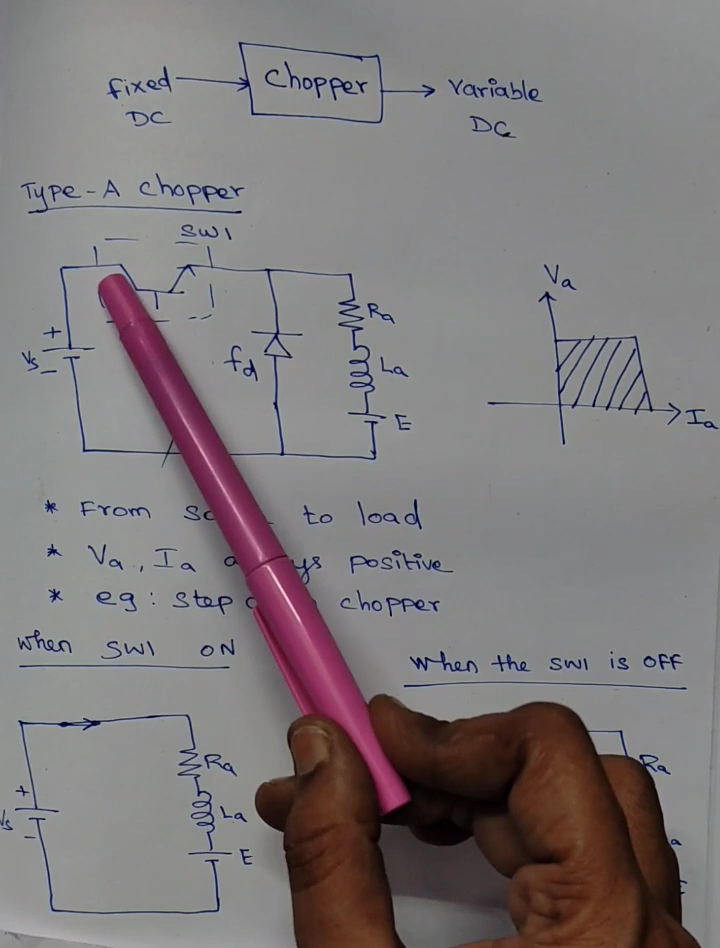 fixed
DC
Chopper
Variable
DC
Type-A chopper
SW1
+
Vs
-
fd
Ra
La
E
Va
Ia
* From to load
* Va, Ia positive
* eg: step chopper
When SW1 ON
When the SW1 is OFF
+
Vs
-
Ra
La
E
Ra
a